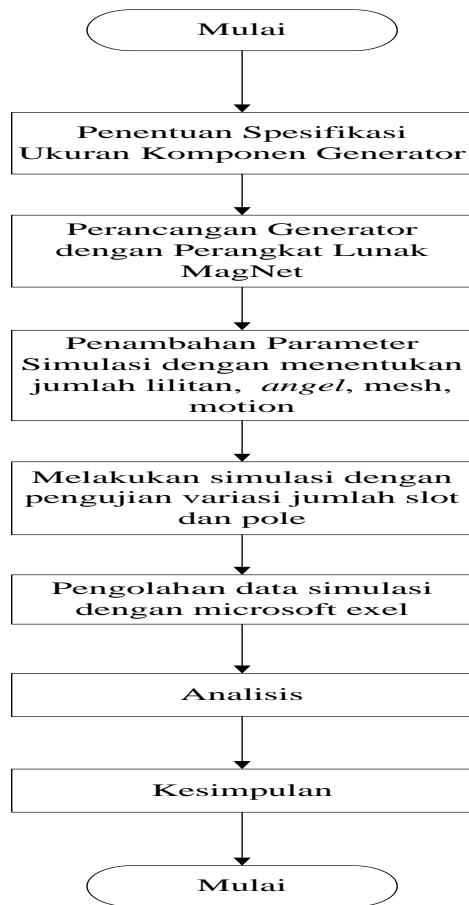 Mulai
Penentuan Spesifikasi
Ukuran Komponen Generator
Perancangan Generator
dengan Perangkat Lunak
MagNet
Penambahan Parameter
Simulasi dengan menentukan
jumlah lilitan, angel, mesh,
motion
Melakukan simulasi dengan
pengujian variasi jumlah slot
dan pole
Pengolahan data simulasi
dengan microsoft exel
Analisis
Kesimpulan
Mulai